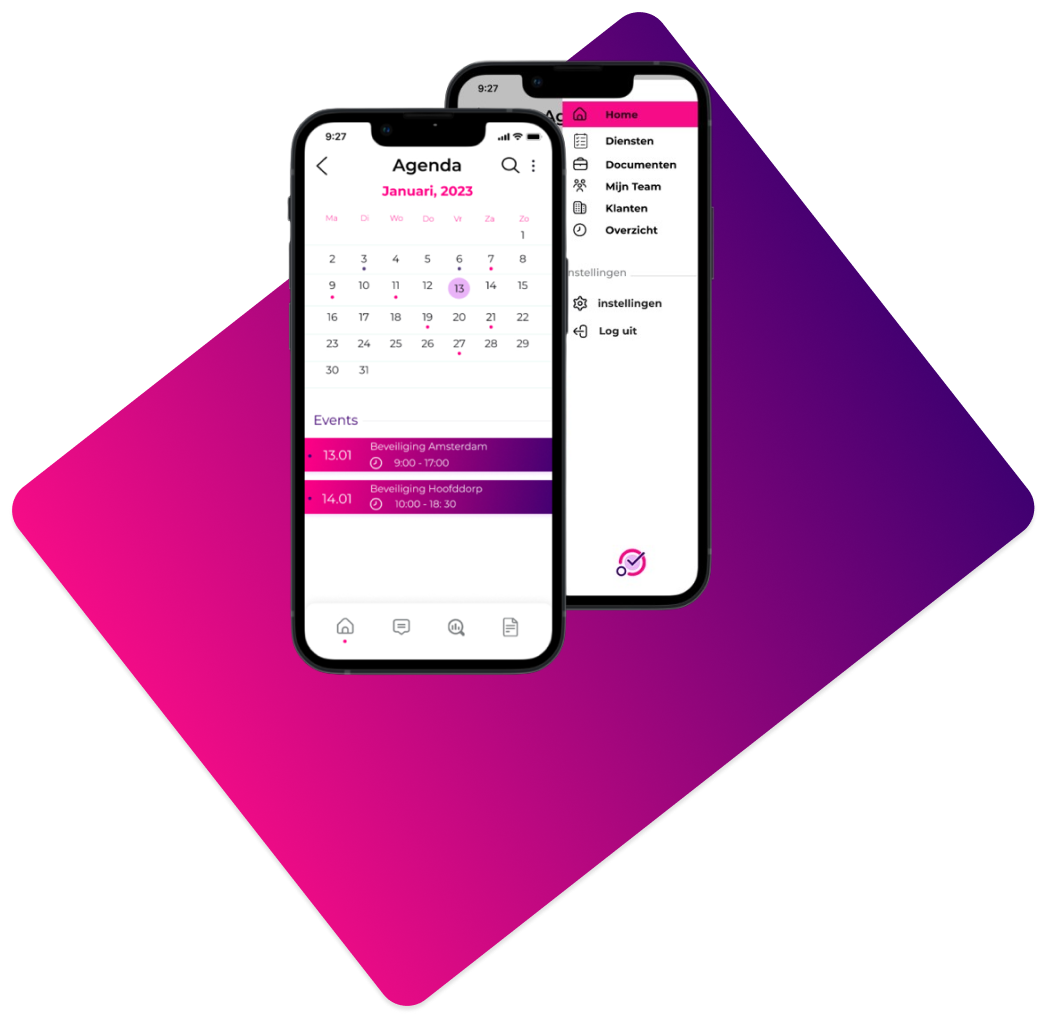 9:27
Agenda
Januari, 2023
Ma Di Wo Do Vr Za Zo
1
2 3 4 5 6 7 8
9 10 11 12 13 14 15
16 17 18 19 20 21 22
23 24 25 26 27 28 29
30 31
Events
13.01 Beveiliging Amsterdam
9:00 - 17:00
14.01 Beveiliging Hoofddorp
10:00 - 18: 30
9:27
Ag
Home
Diensten
Documenten
Mijn Team
Klanten
Overzicht
nstellingen
instellingen
Log uit